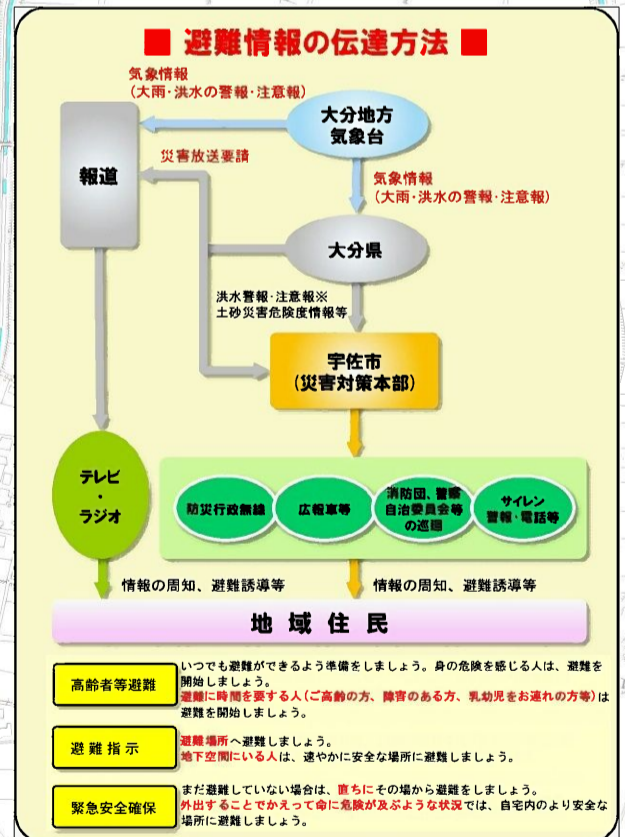 ■ 避難情報の伝達方法 ■
気象情報
(大雨・洪水の警報・注意報)
大分地方
気象台
報道
災害放送要請
気象情報
(大雨・洪水の警報・注意報)
大分県
洪水警報・注意報※
土砂災害危険度情報等
宇佐市
(災害対策本部)
テレビ
・
ラジオ
防災行政無線
広報車等
消防団、警察
自治委員会等
の巡回
サイレン
警報・電話等
情報の周知、避難誘導等
情報の周知、避難誘導等
地域住民
高齢者等避難
いつでも避難ができるよう準備をしましょう。身の危険を感じる人は、避難を
開始しましょう。
避難に時間を要する人(ご高齢の方、障害のある方、乳幼児をお連れの方等)は
避難を開始しましょう。
避難指示
避難場所へ避難しましょう。
地下空間にいる人は、速やかに安全な場所に避難しましょう。
緊急安全確保
まだ避難していない場合は、直ちにその場から避難をしましょう。
外出することでかえって命に危険が及ぶような状況では、自宅内のより安全な
場所に避難しましょう。